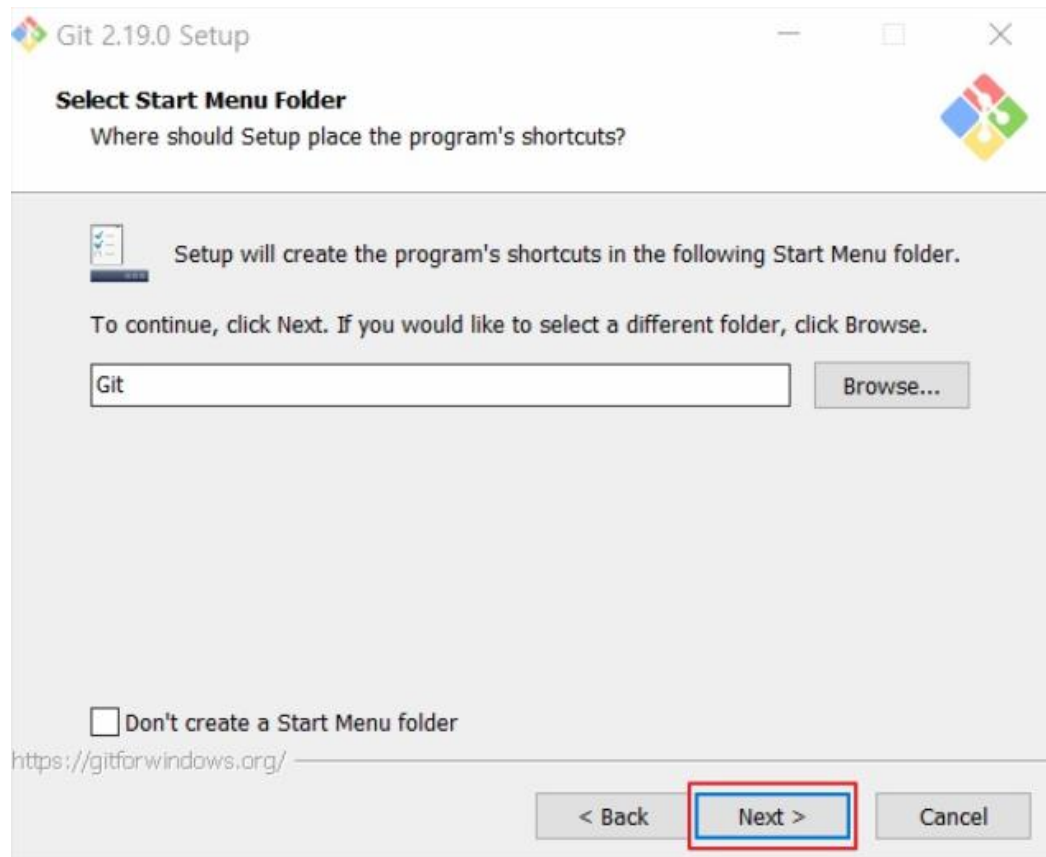 Git 2.19.0 Setup
Select Start Menu Folder
Where should Setup place the program's shortcuts?
Setup will create the program's shortcuts in the following Start Menu folder.
To continue, click Next. If you would like to select a different folder, click Browse.
Git
Browse...
Don't create a Start Menu folder
https://gitforwindows.org/
< Back
Next >
Cancel